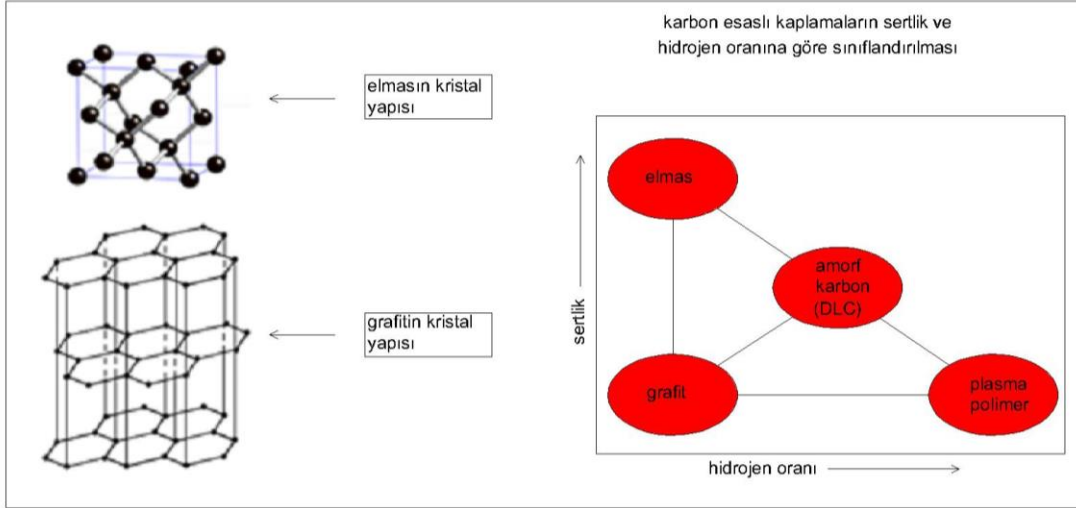 elmasın kristal
yapısı
grafitin kristal
yapısı
karbon esaslı kaplamaların sertlik ve
hidrojen oranına göre sınıflandırılması
elmas
amorf
karbon
(DLC)
grafit
plasma
polimer
sertlik
hidrojen oranı